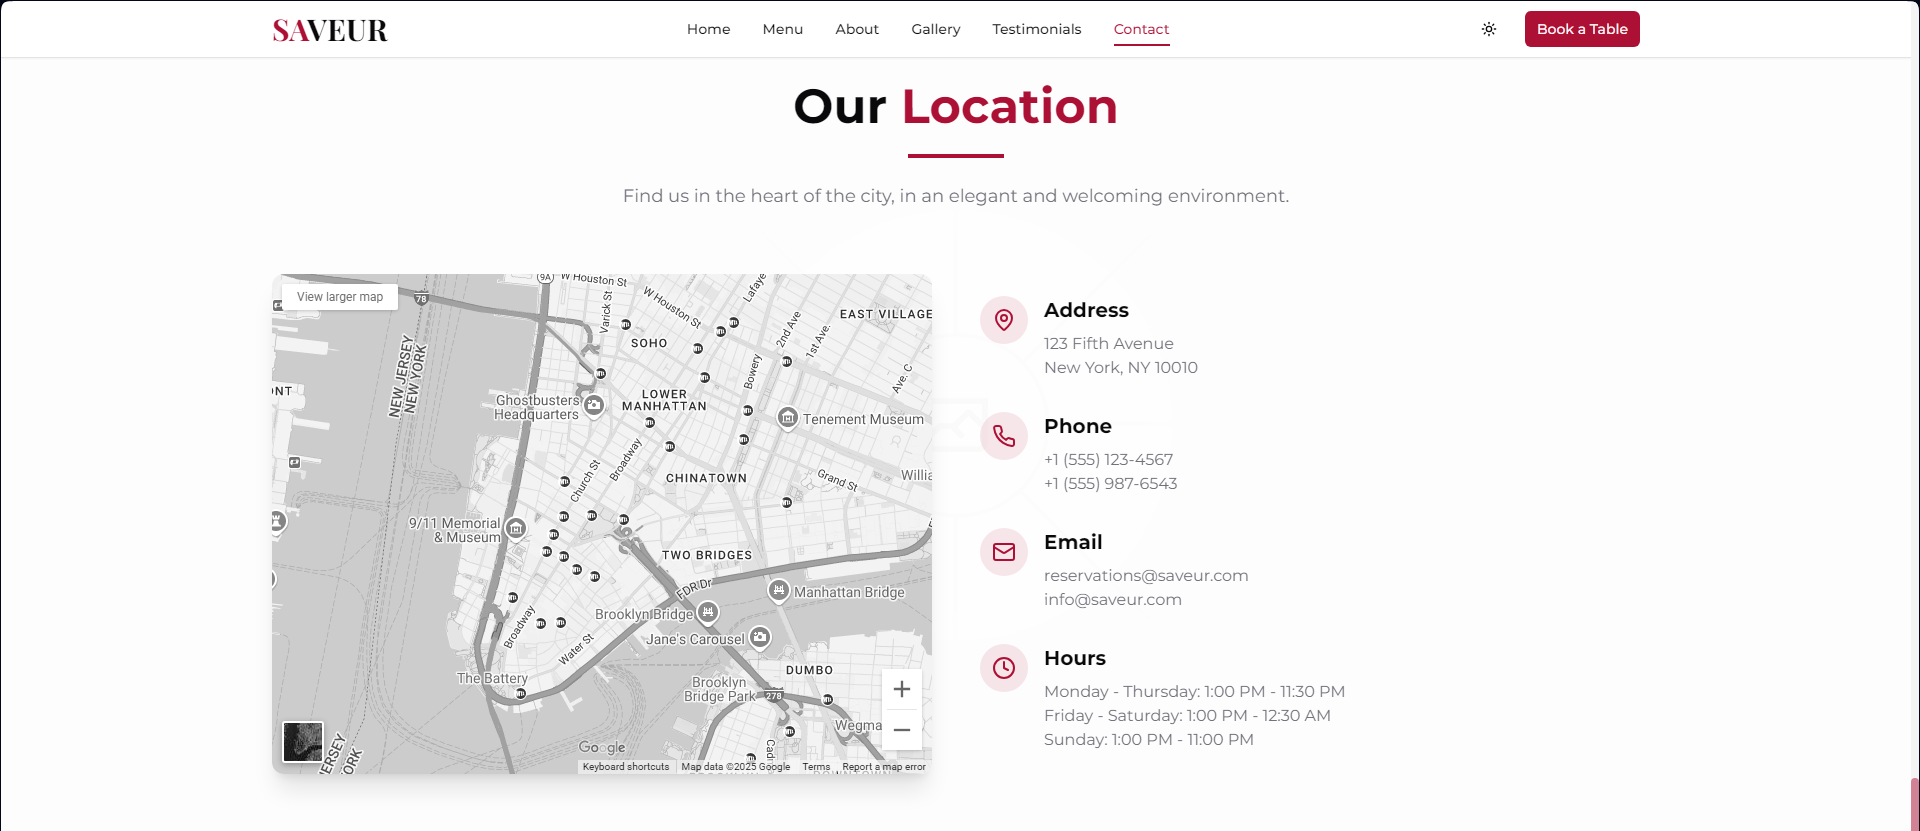 SAVEUR
Home
Menu
About
Gallery
Testimonials
Contact
Book a Table
Our Location
Find us in the heart of the city, in an elegant and welcoming environment.
View larger map
78
9A
W Houston St
W Houston St
Varick St
Lafaye
EAST VILLAGE
2nd Ave
1st Ave.
SOHO
NEW JERSEY
NEW YORK
Bowery
Ave. C
ONT
LOWER
MANHATTAN
Ghostbusters
Headquarters
Tenement Museum
Broadway
Church St
CHINATOWN
Grand St
Willia
9/11 Memorial
& Museum
TWO BRIDGES
FDR Dr
Manhattan Bridge
Brooklyn Bridge
Jane's Carousel
Broadway
Water St
The Battery
DUMBO
Brooklyn
Bridge Park
278
Wegma
ERSEY
ORK
Cad
Google
Keyboard shortcuts
Map data ©2025 Google
Terms
Report a map error
Address
123 Fifth Avenue
New York, NY 10010
Phone
+1 (555) 123-4567
+1 (555) 987-6543
Email
reservations@saveur.com
info@saveur.com
Hours
Monday - Thursday: 1:00 PM - 11:30 PM
Friday - Saturday: 1:00 PM - 12:30 AM
Sunday: 1:00 PM - 11:00 PM